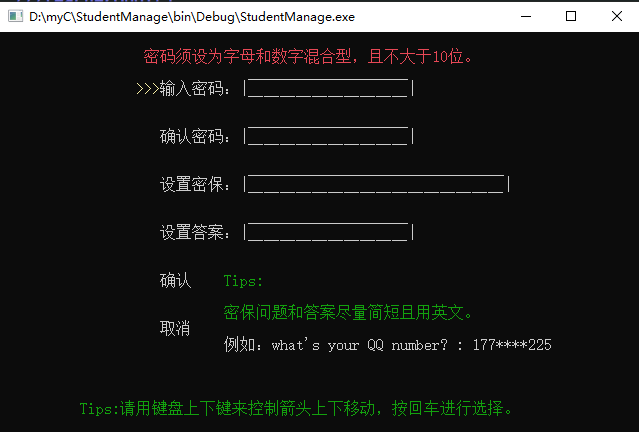 D:\myC\StudentManage\bin\Debug\StudentManage.exe
密码须设为字母和数字混合型，且不大于10位。
>>>输入密码：|____________________|
确认密码：|____________________|
设置密保：|________________________________|
设置答案：|____________________|
确认 Tips:
密保问题和答案尽量简短且用英文。
取消
例如：what's your QQ number? : 177****225
Tips:请用键盘上下键来控制箭头上下移动，按回车进行选择。